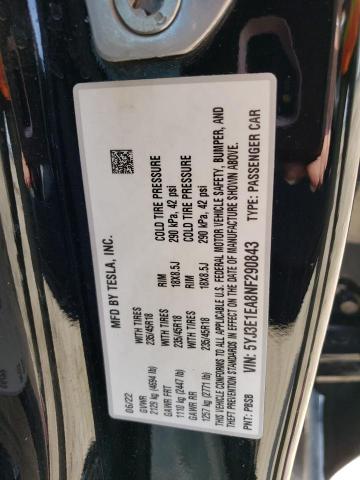 MFD BY TESLA, INC.
06/22
GVWR
2129 kg (4694 lb)
GAWR FRT WITH TIRES RIM COLD TIRE PRESSURE
1110 kg (2447 lb) 235/45R18 18X8.5J 290 kPa, 42 psi
GAWR RR WITH TIRES RIM COLD TIRE PRESSURE
1257 kg (2771 lb) 235/45R18 18X8.5J 290 kPa, 42 psi
THIS VEHICLE CONFORMS TO ALL APPLICABLE U.S. FEDERAL MOTOR VEHICLE SAFETY, BUMPER, AND
THEFT PREVENTION STANDARDS IN EFFECT ON THE DATE OF MANUFACTURE SHOWN ABOVE.
VIN: 5YJ3E1EA8NF290843 TYPE: PASSENGER CAR
PNT: PBSB